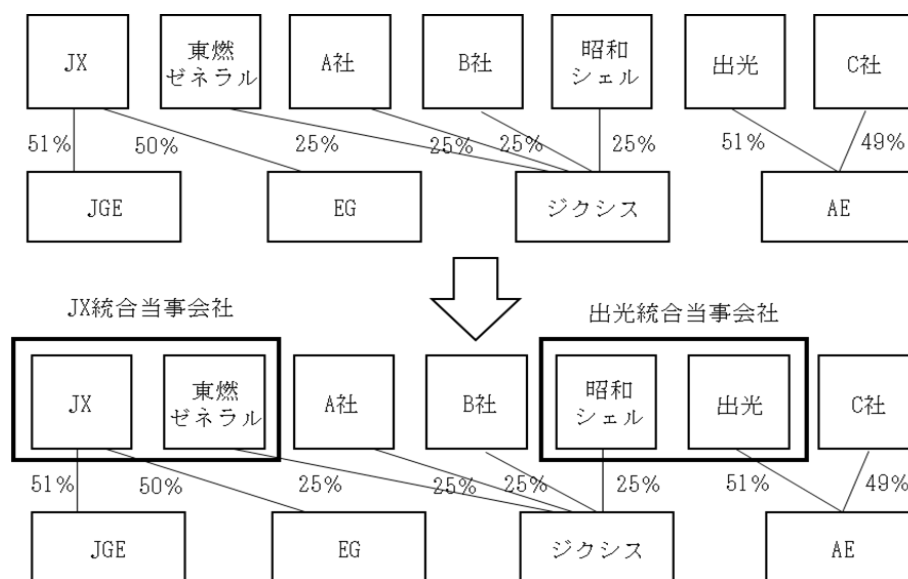 JX
東燃
ゼネラル
A社
B社
昭和
シェル
出光
C社
51%
50%
25%
25%
25%
25%
51%
49%
JGE
EG
ジクシス
AE
JX統合当事会社
出光統合当事会社
JX
東燃
ゼネラル
A社
B社
昭和
シェル
出光
C社
51%
50%
25%
25%
25%
25%
51%
49%
JGE
EG
ジクシス
AE